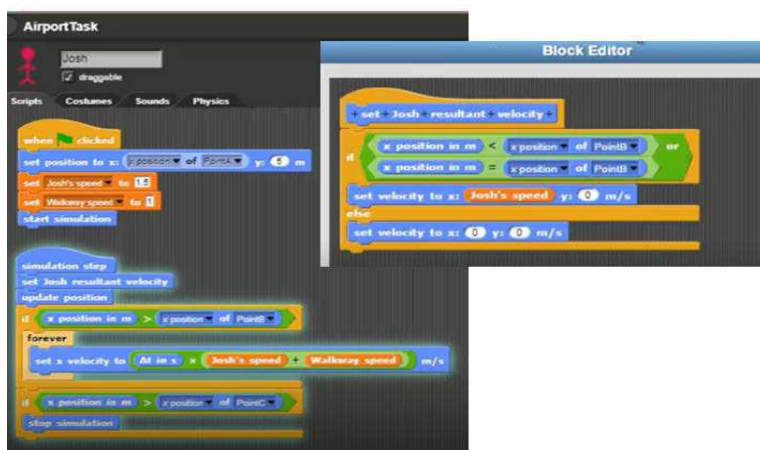 AirportTask
Josh
draggable
Scripts Costumes Sounds Physics
when clicked
set position to x: x position of PointA y: 5 m
set Josh's speed to 1.5
set Walkway speed to 1
start simulation
simulation step
set Josh resultant velocity
update position
if x position in m > x position of PointB
forever
set x velocity to Δt in s × Josh's speed + Walkway speed m/s
if x position in m > x position of PointC
stop simulation
Block Editor
+ set + Josh + resultant + velocity +
if x position in m < x position of PointB or
x position in m = x position of PointB
set velocity to x: Josh's speed y: 0 m/s
else
set velocity to x: 0 y: 0 m/s